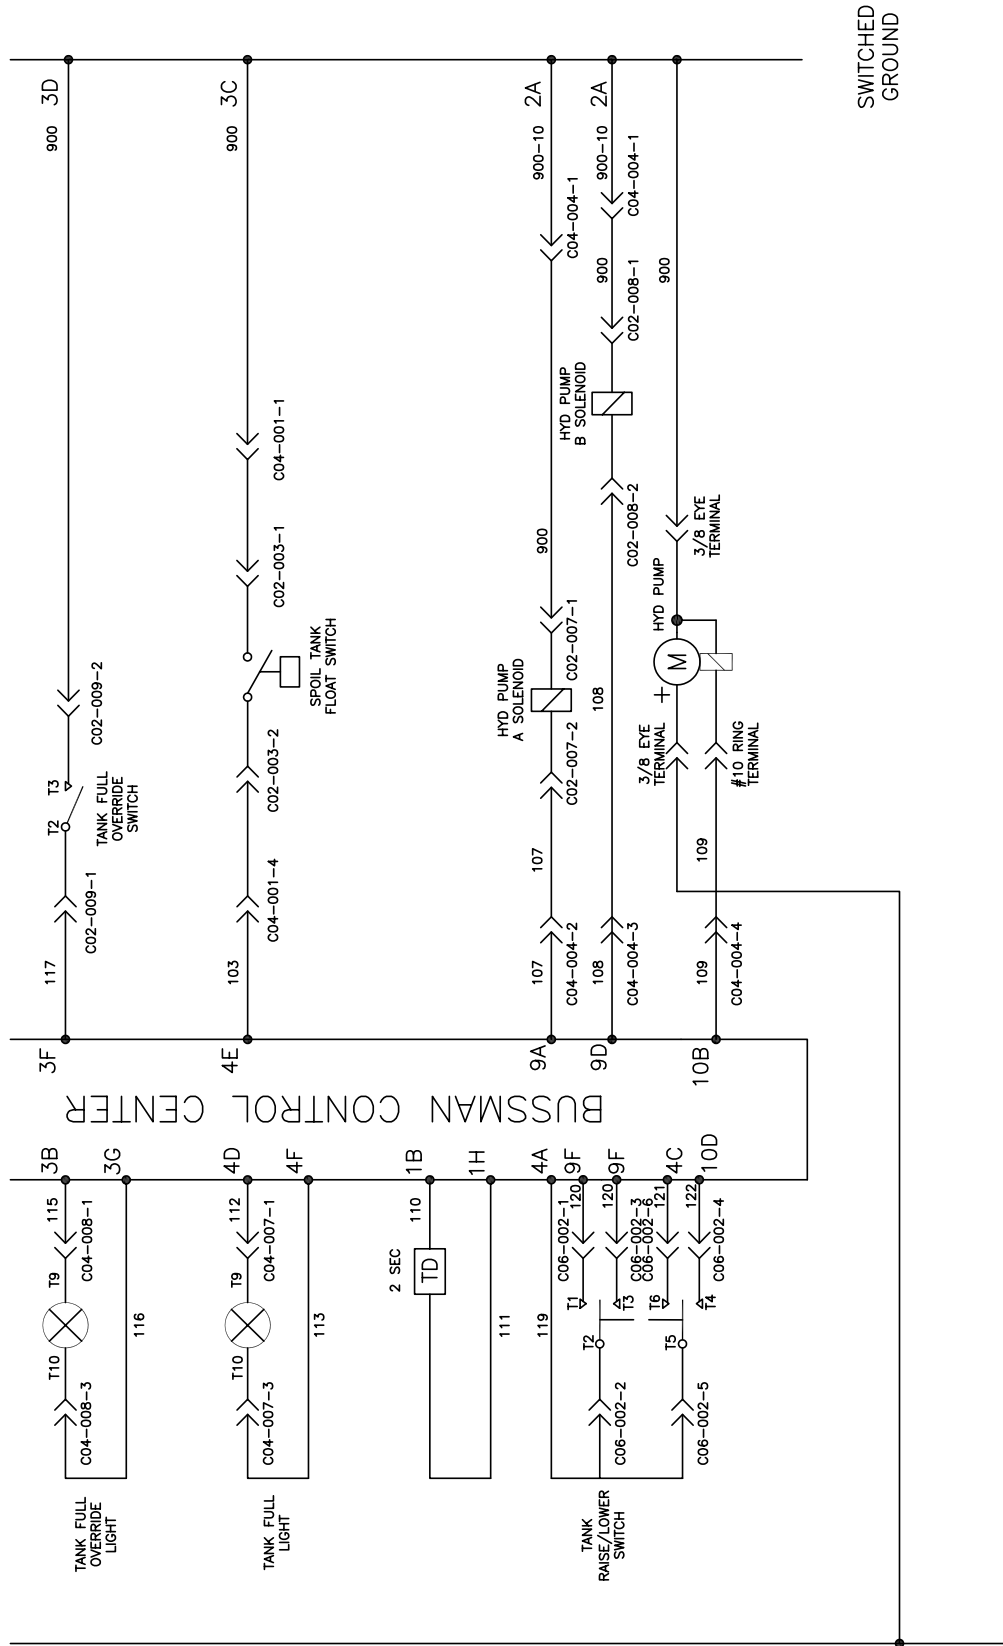 SWITCHED
GROUND
3D
900
C02-009-2
T3
T2
TANK FULL
OVERRIDE
SWITCH
C02-009-1
117
3F
3C
900
C04-001-1
C02-003-1
SPOIL TANK
FLOAT SWITCH
C02-003-2
C04-001-4
103
4E
2A
900-10
C04-004-1
900
C02-007-1
HYD PUMP
A SOLENOID
C02-007-2
107
107
C04-004-2
9A
2A
900-10
C04-004-1
900
C02-008-1
HYD PUMP
B SOLENOID
C02-008-2
108
108
C04-004-3
9D
900
3/8 EYE
TERMINAL
HYD PUMP
M
+
3/8 EYE
TERMINAL
#10 RING
TERMINAL
109
109
C04-004-4
10B
BUSSMAN CONTROL CENTER
3B
115
C04-008-1
T9
T10
C04-008-3
3G
116
TANK FULL
OVERRIDE
LIGHT
4D
112
C04-007-1
T9
T10
C04-007-3
4F
113
TANK FULL
LIGHT
1B
110
2 SEC
TD
1H
111
4A
119
9F
120
C06-002-1
T1
9F
120
C06-002-3
T3
T2
C06-002-2
4C
121
C06-002-6
T6
10D
122
C06-002-4
T4
T5
C06-002-5
TANK
RAISE/LOWER
SWITCH